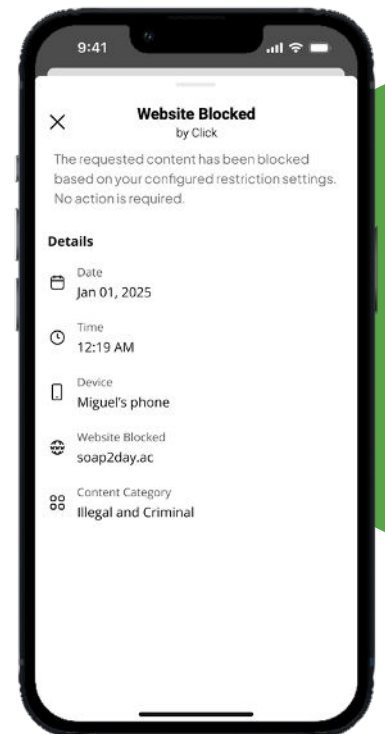 9:41
Website Blocked
by Click
The requested content has been blocked
based on your configured restriction settings.
No action is required.
Details
Date
Jan 01, 2025
Time
12:19 AM
Device
Miguel's phone
Website Blocked
soap2day.ac
Content Category
Illegal and Criminal